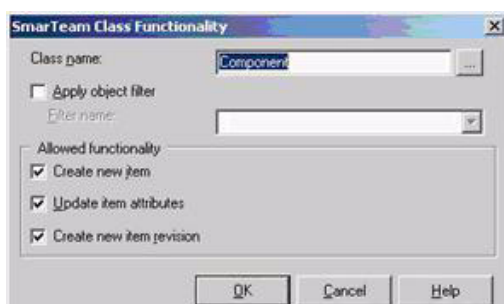 SmarTeam Class Functionality
Class name: Component ...
Apply object filter
Filter name:
Allowed functionality
Create new item
Update item attributes
Create new item revision
OK Cancel Help